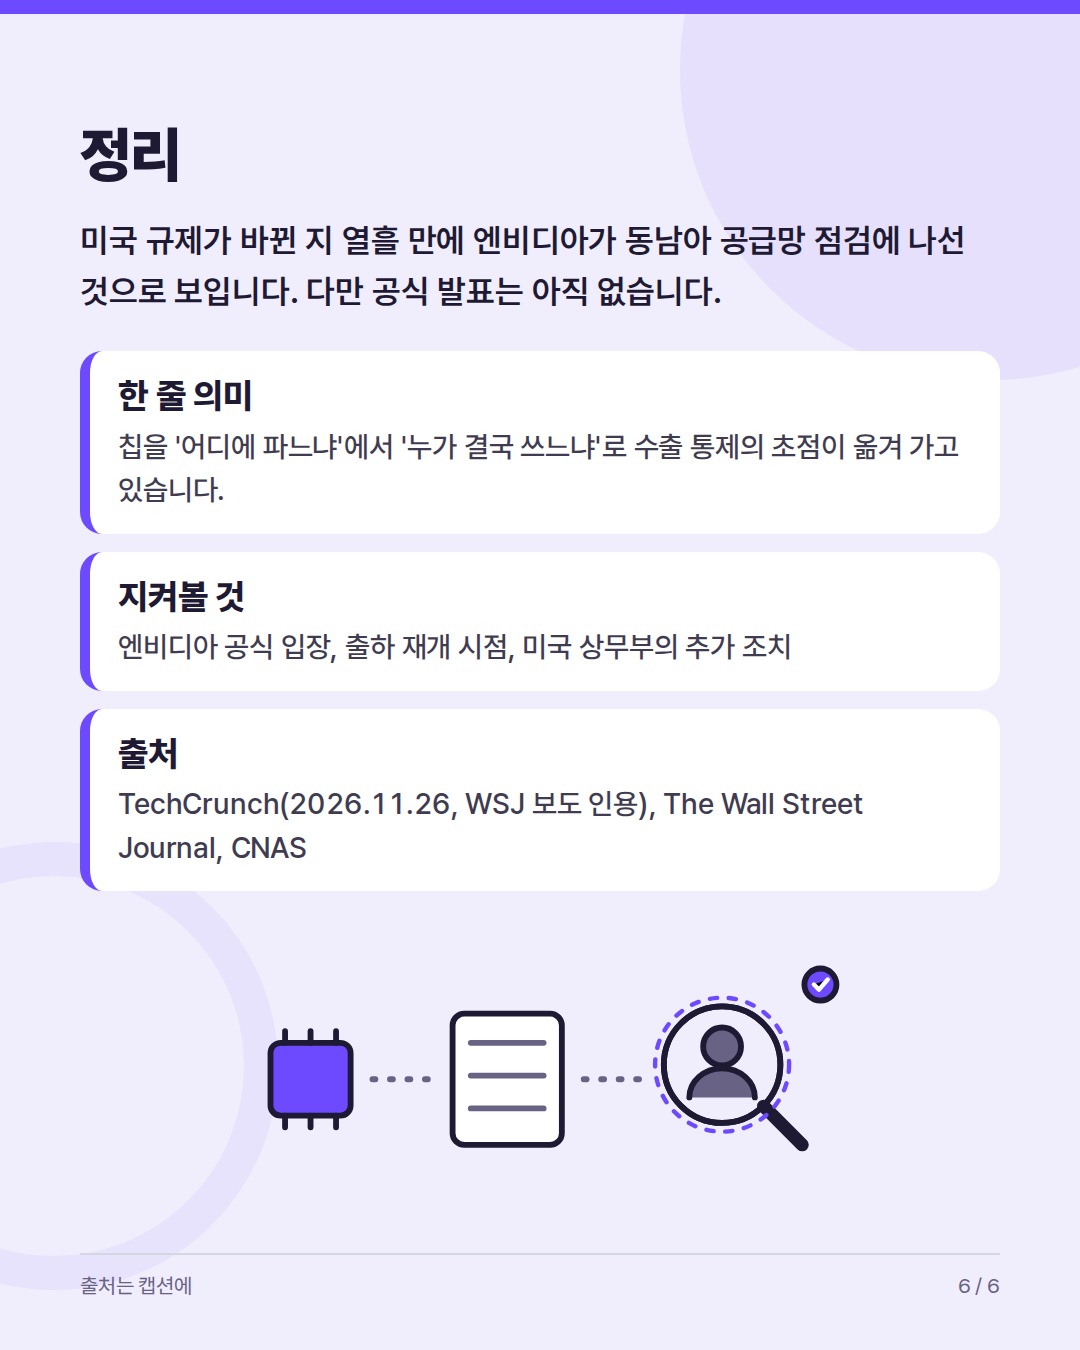 정리
미국 규제가 바뀐 지 열흘 만에 엔비디아가 동남아 공급망 점검에 나선
것으로 보입니다. 다만 공식 발표는 아직 없습니다.
한 줄 의미
칩을 '어디에 파느냐'에서 '누가 결국 쓰느냐'로 수출 통제의 초점이 옮겨 가고
있습니다.
지켜볼 것
엔비디아 공식 입장, 출하 재개 시점, 미국 상무부의 추가 조치
출처
TechCrunch(2026.11.26, WSJ 보도 인용), The Wall Street
Journal, CNAS
출처는 캡션에
6 / 6